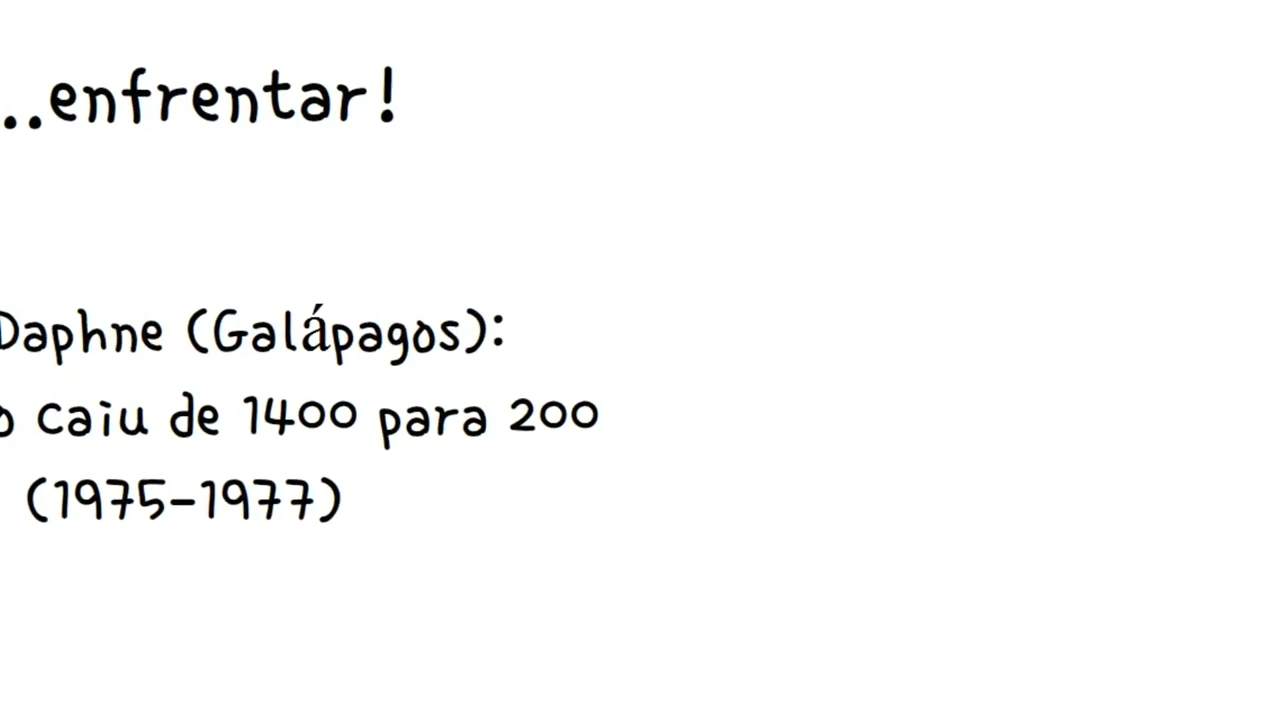 ..enfrentar!
Daphne (Galápagos):
o caiu de 1400 para 200
(1975-1977)